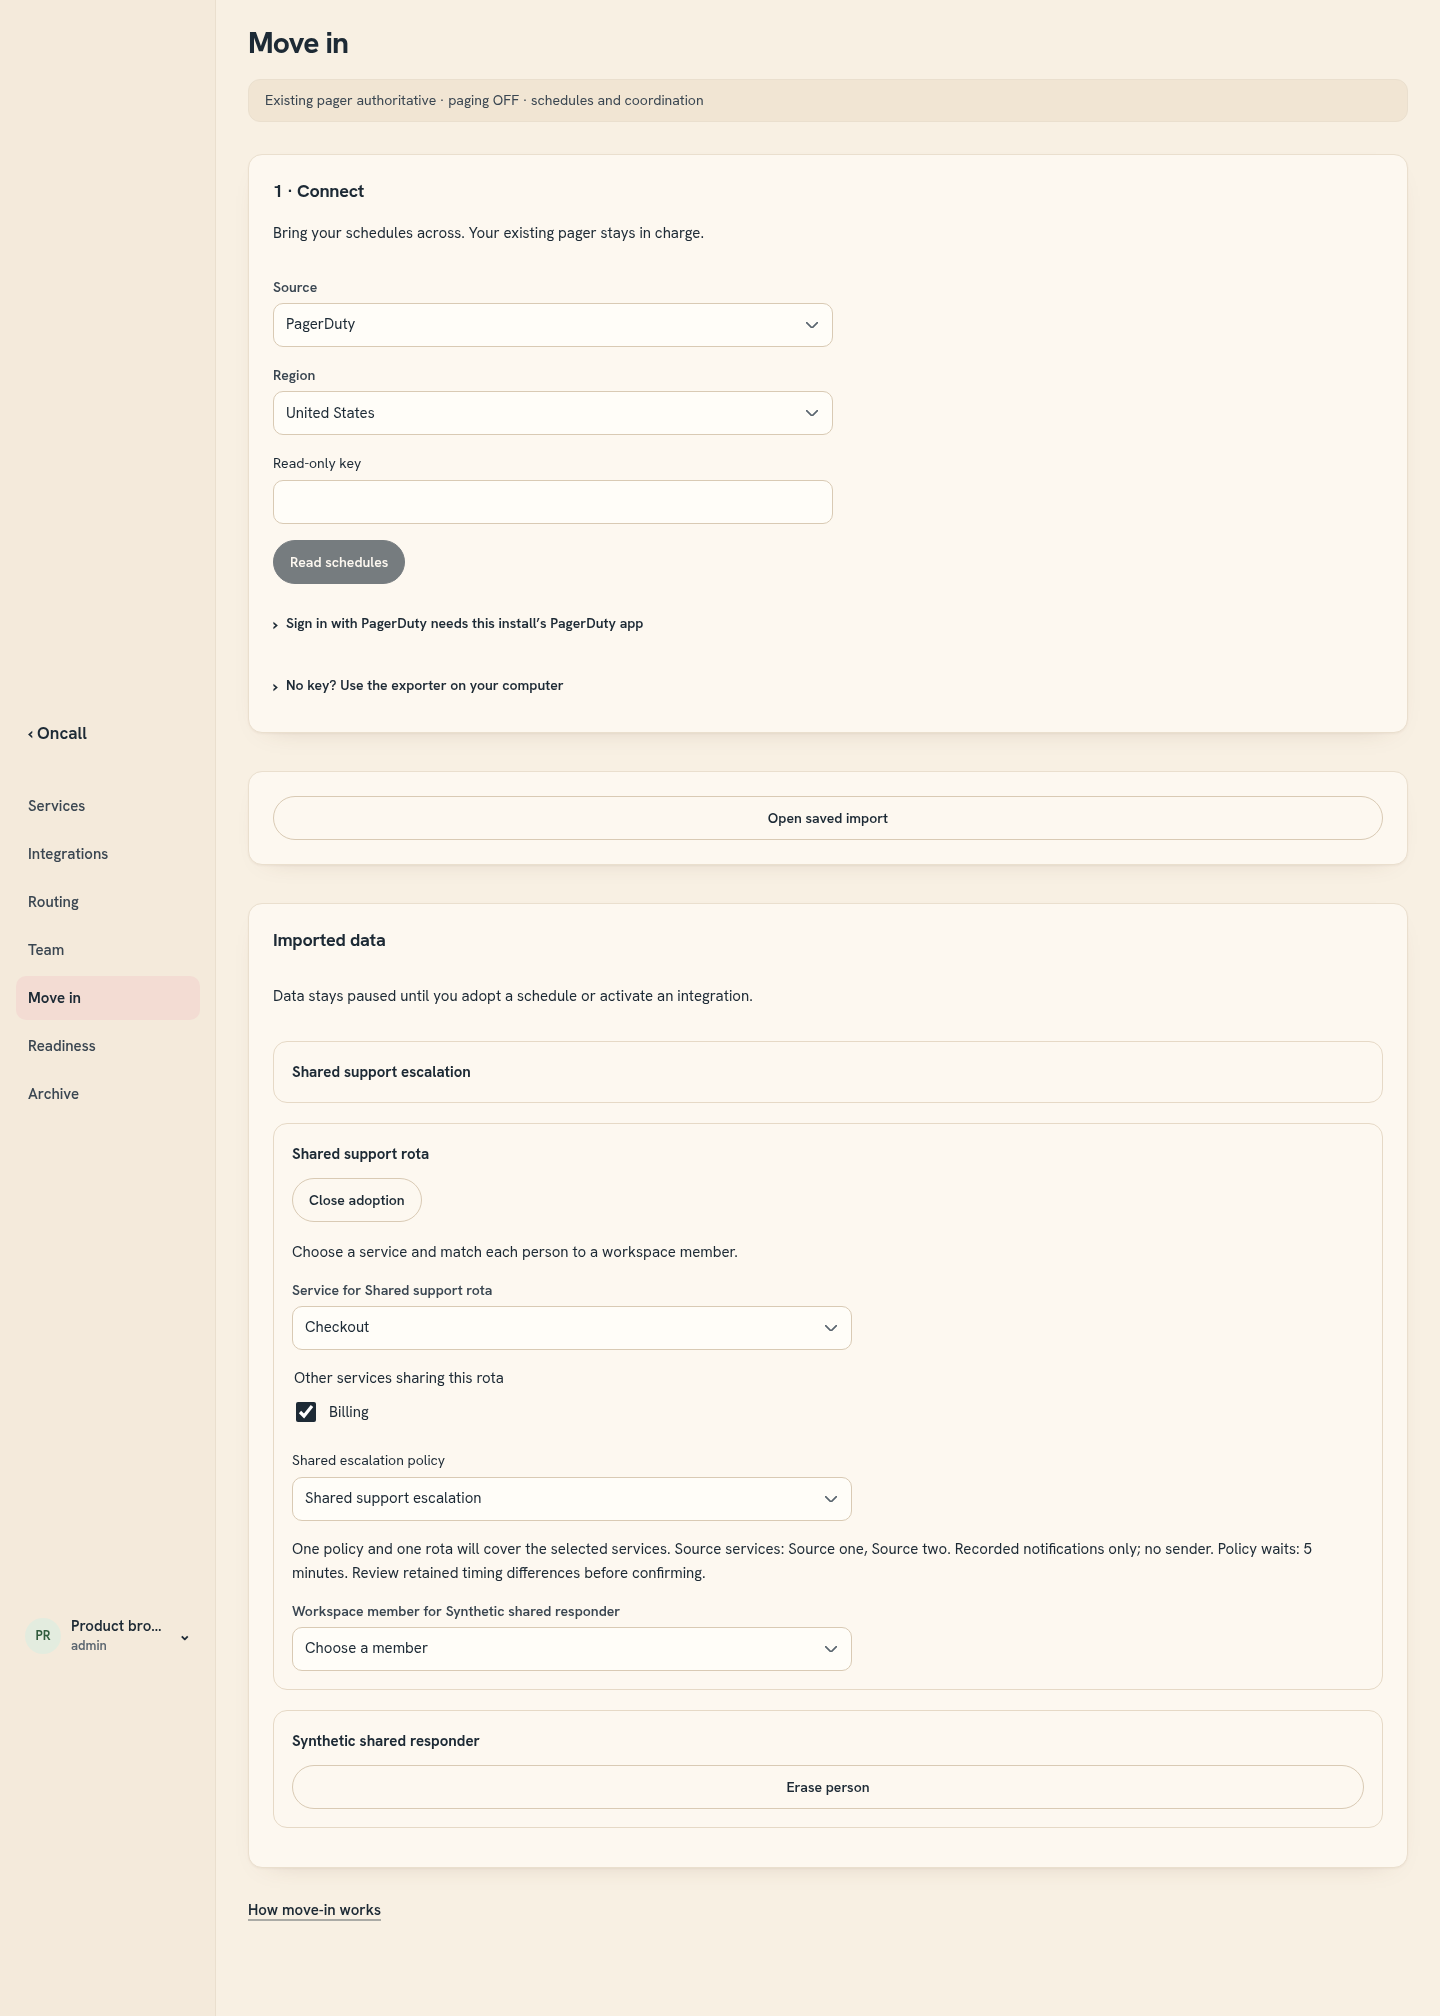 Move in
Existing pager authoritative · paging OFF · schedules and coordination
1 · Connect
Bring your schedules across. Your existing pager stays in charge.
Source
PagerDuty
Region
United States
Read-only key
Read schedules
› Sign in with PagerDuty needs this install’s PagerDuty app
› No key? Use the exporter on your computer
‹ Oncall
Services
Integrations
Routing
Team
Move in
Readiness
Archive
PR
Product bro...
admin
Open saved import
Imported data
Data stays paused until you adopt a schedule or activate an integration.
Shared support escalation
Shared support rota
Close adoption
Choose a service and match each person to a workspace member.
Service for Shared support rota
Checkout
Other services sharing this rota
Billing
Shared escalation policy
Shared support escalation
One policy and one rota will cover the selected services. Source services: Source one, Source two. Recorded notifications only; no sender. Policy waits: 5
minutes. Review retained timing differences before confirming.
Workspace member for Synthetic shared responder
Choose a member
Synthetic shared responder
Erase person
How move-in works